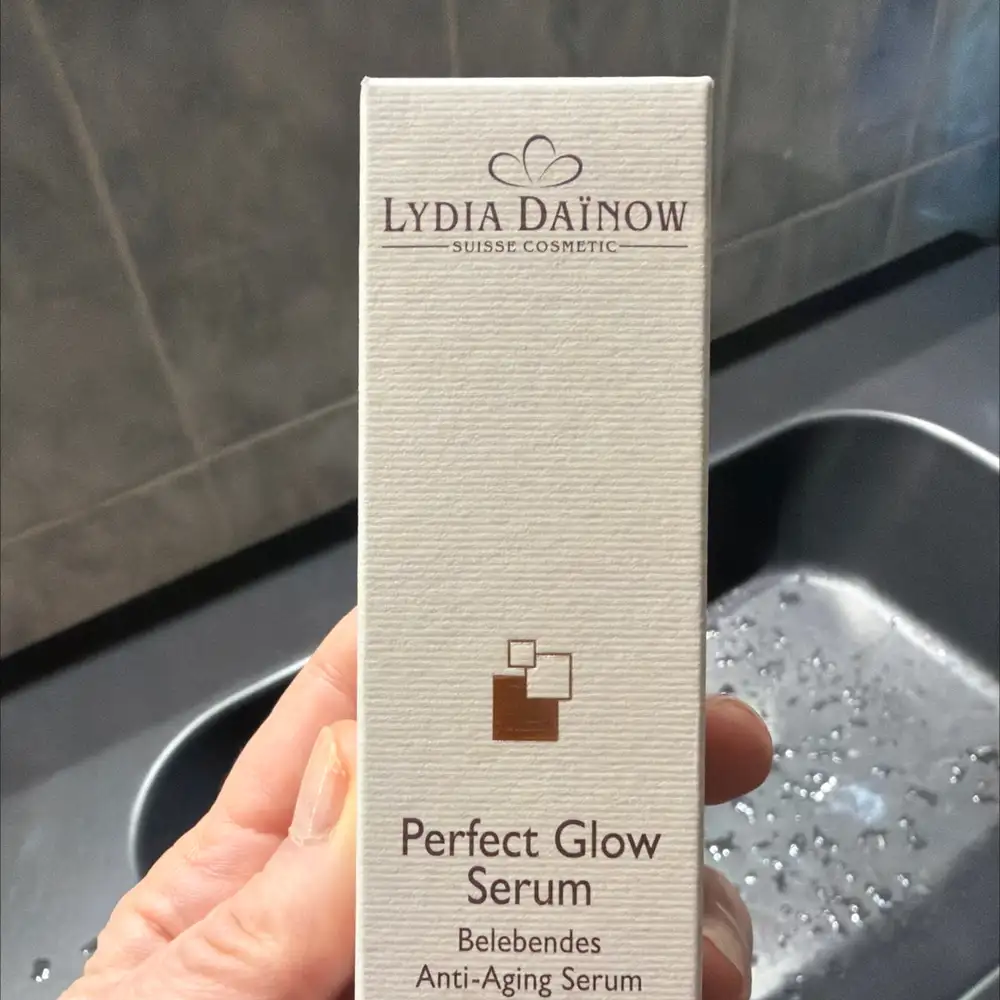 LYDIA DAÏNOW
SUISSE COSMETIC
Perfect Glow
Serum
Belebendes
Anti-Aging Serum